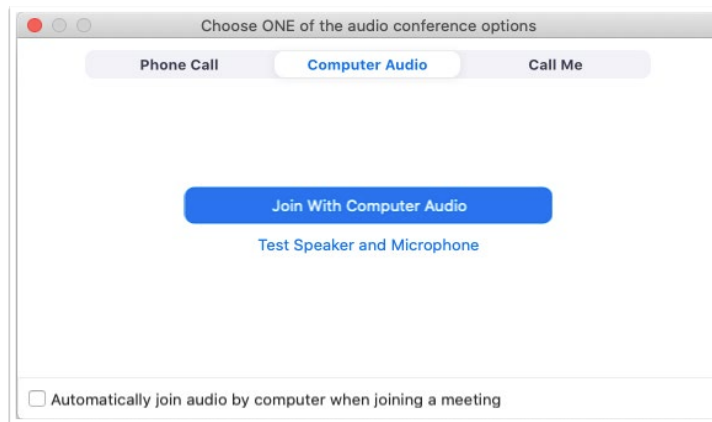 Choose ONE of the audio conference options
Phone Call Computer Audio Call Me
Join With Computer Audio
Test Speaker and Microphone
Automatically join audio by computer when joining a meeting